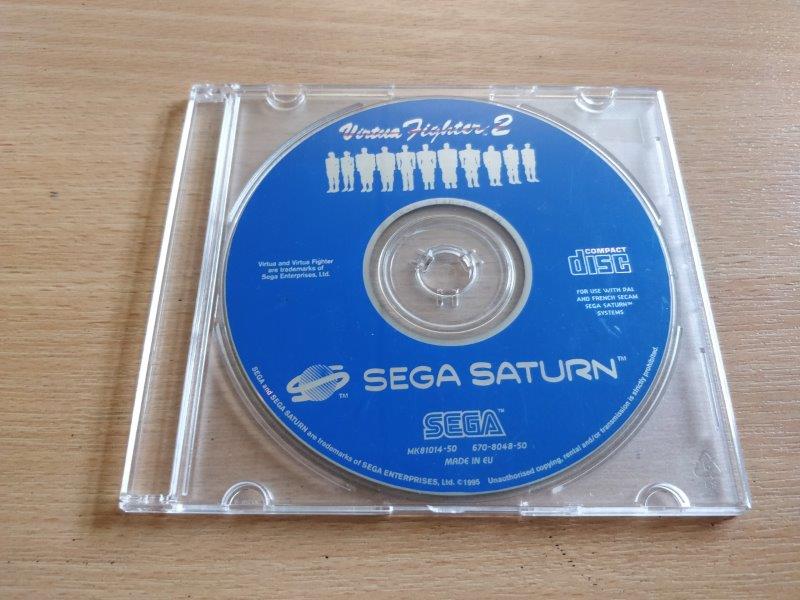 Virtua Fighter 2
Virtua and Virtua Fighter
are trademarks of
Sega Enterprises, Ltd.
COMPACT
disc
FOR USE WITH PAL
AND FRENCH SECAM
SEGA SATURN™
SYSTEMS
TM
SEGA SATURN™
SEGA™
MK81014-50 670-8048-50
MADE IN EU
SEGA and SEGA SATURN are trademarks of SEGA ENTERPRISES, Ltd. ©1995 Unauthorised copying, rental and/or transmission is strictly prohibited.